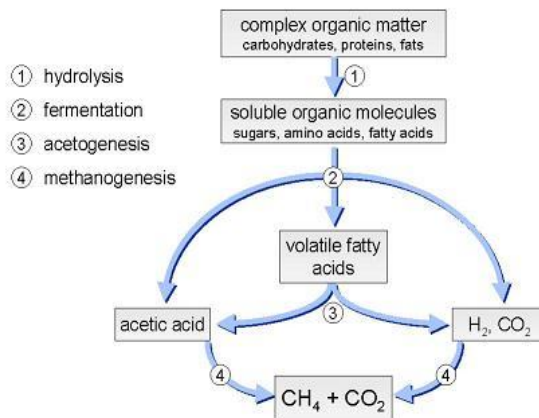 complex organic matter
carbohydrates, proteins, fats
① hydrolysis
② fermentation
③ acetogenesis
④ methanogenesis
①
soluble organic molecules
sugars, amino acids, fatty acids
②
volatile fatty
acids
③
acetic acid
H₂, CO₂
④
④
CH₄ + CO₂